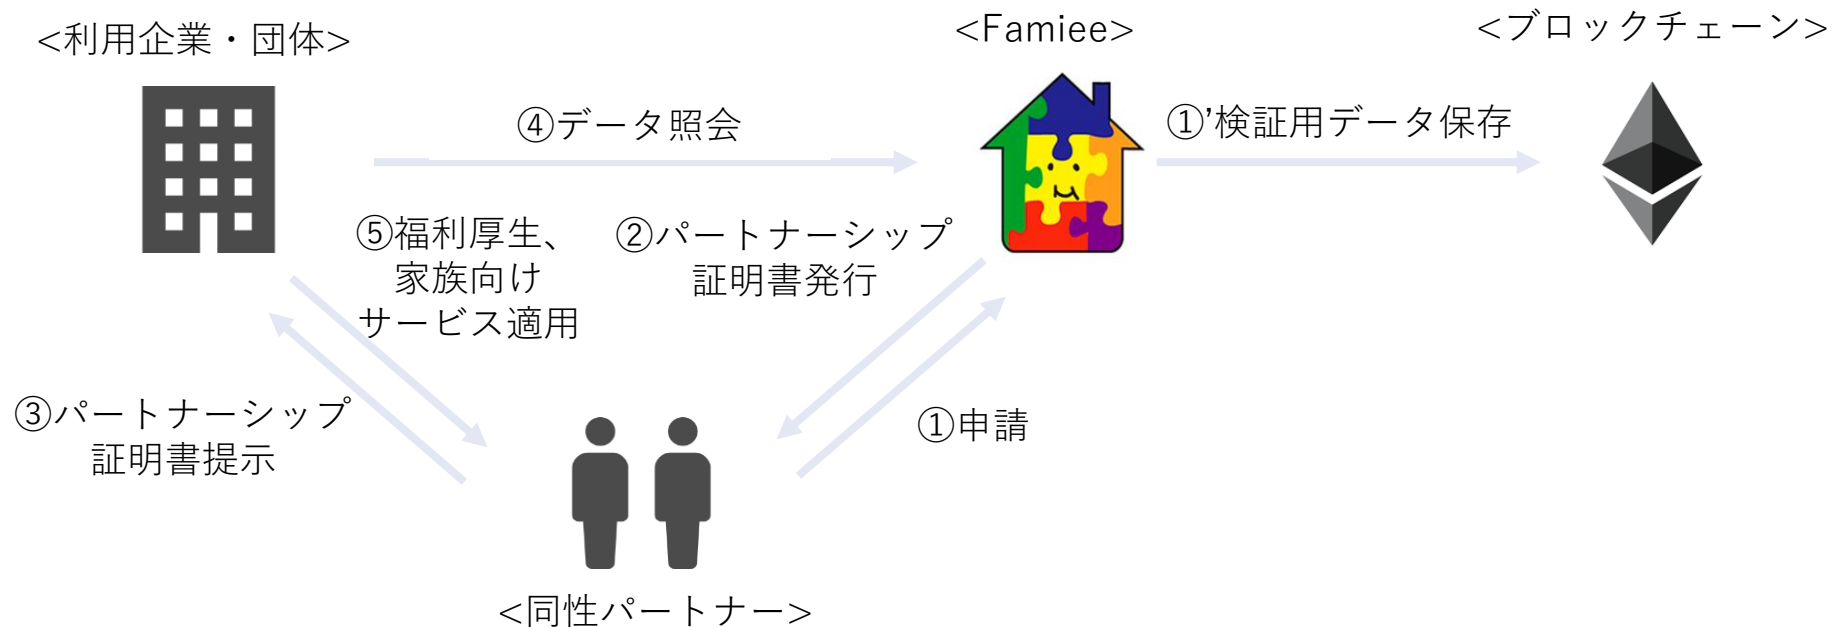 <利用企業・団体>
<Famiee>
<ブロックチェーン>
④データ照会
①’検証用データ保存
⑤福利厚生、
家族向け
サービス適用
②パートナーシップ
証明書発行
③パートナーシップ
証明書提示
①申請
<同性パートナー>